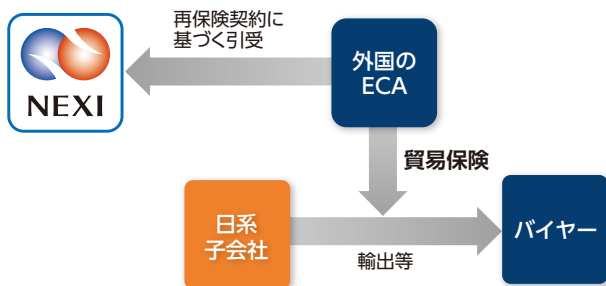 再保険契約に
基づく引受
NEXI
外国の
ECA
貿易保険
日系
子会社
輸出等
バイヤー